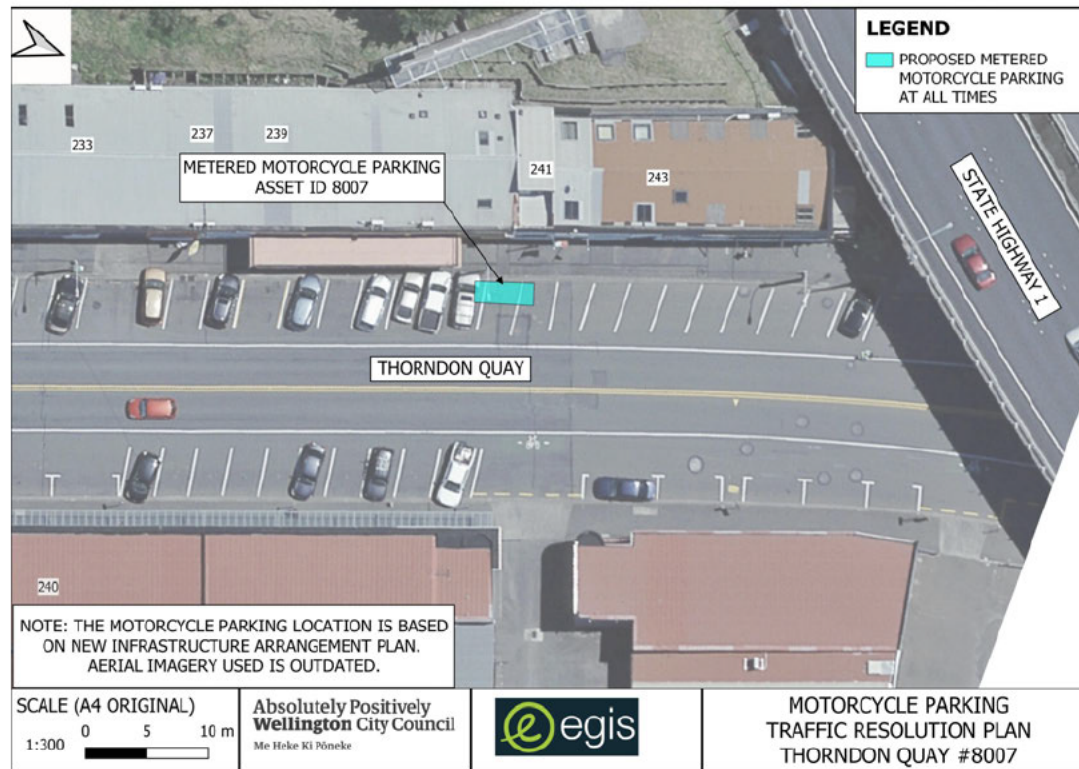 LEGEND
PROPOSED METERED
MOTORCYCLE PARKING
AT ALL TIMES
233
237
239
241
243
METERED MOTORCYCLE PARKING
ASSET ID 8007
STATE HIGHWAY 1
THORNDON QUAY
240
NOTE: THE MOTORCYCLE PARKING LOCATION IS BASED
ON NEW INFRASTRUCTURE ARRANGEMENT PLAN.
AERIAL IMAGERY USED IS OUTDATED.
SCALE (A4 ORIGINAL)
1:300
0 5 10 m
Absolutely Positively
Wellington City Council
Me Heke Ki Pōneke
e egis
MOTORCYCLE PARKING
TRAFFIC RESOLUTION PLAN
THORNDON QUAY #8007